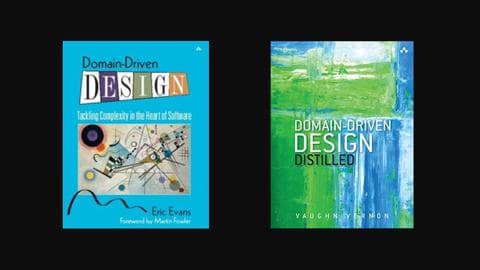 Domain-Driven
DESIGN
Tackling Complexity in the Heart of Software
Eric Evans
Foreword by Martin Fowler
DOMAIN-DRIVEN
DESIGN
DISTILLED
VAUGHN VERNON